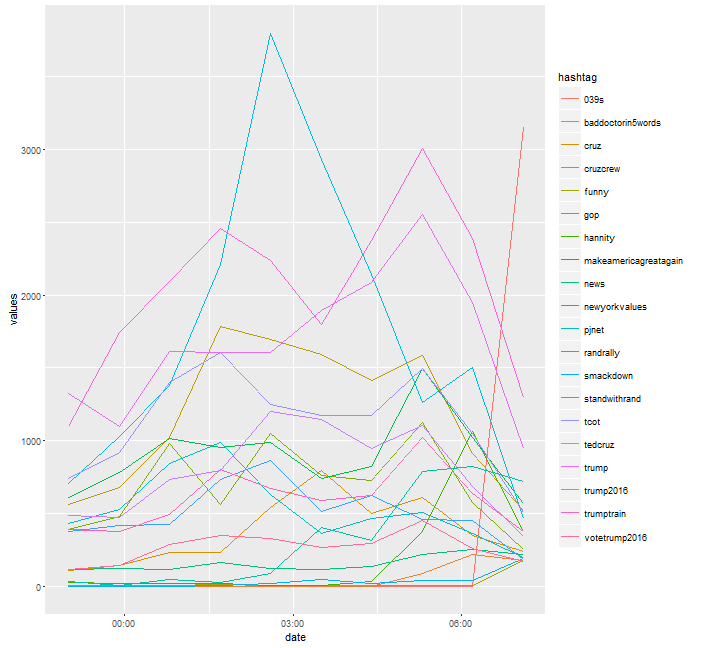 hashtag
039s
baddoctorin5words
cruz
cruzcrew
funny
gop
hannity
makeamericagreatagain
news
newyorkvalues
pjnet
randrally
smackdown
standwithrand
tcot
tedcruz
trump
trump2016
trumptrain
votetrump2016
values
3000
2000
1000
0
00:00
03:00
06:00
date